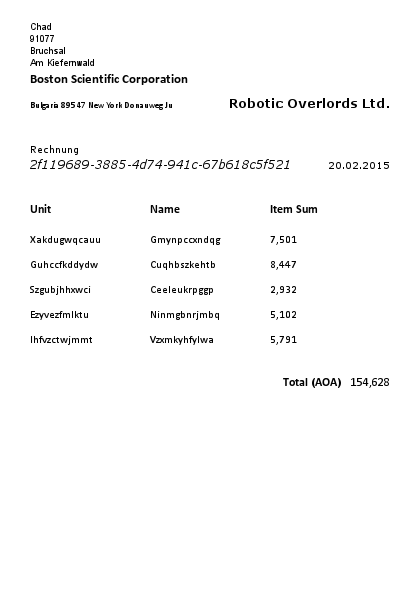 Chad
91077
Bruchsal
Am Kiefernwald
Boston Scientific Corporation
Bulgaria 89547 New York Donauweg Ju Robotic Overlords Ltd.
Rechnung
2f119689-3885-4d74-941c-67b618c5f521 20.02.2015
Unit Name Item Sum
Xakdugwqcauu Gmynpccxndqg 7,501
Guhccfkddydw Cuqhbszkehtb 8,447
Szgubjhhxwci Ceeleukrpggp 2,932
Ezyvezfmlktu Ninmgbnrjmbq 5,102
Ihfvzctwjmmt Vzxmkyhfylwa 5,791
Total (AOA) 154,628